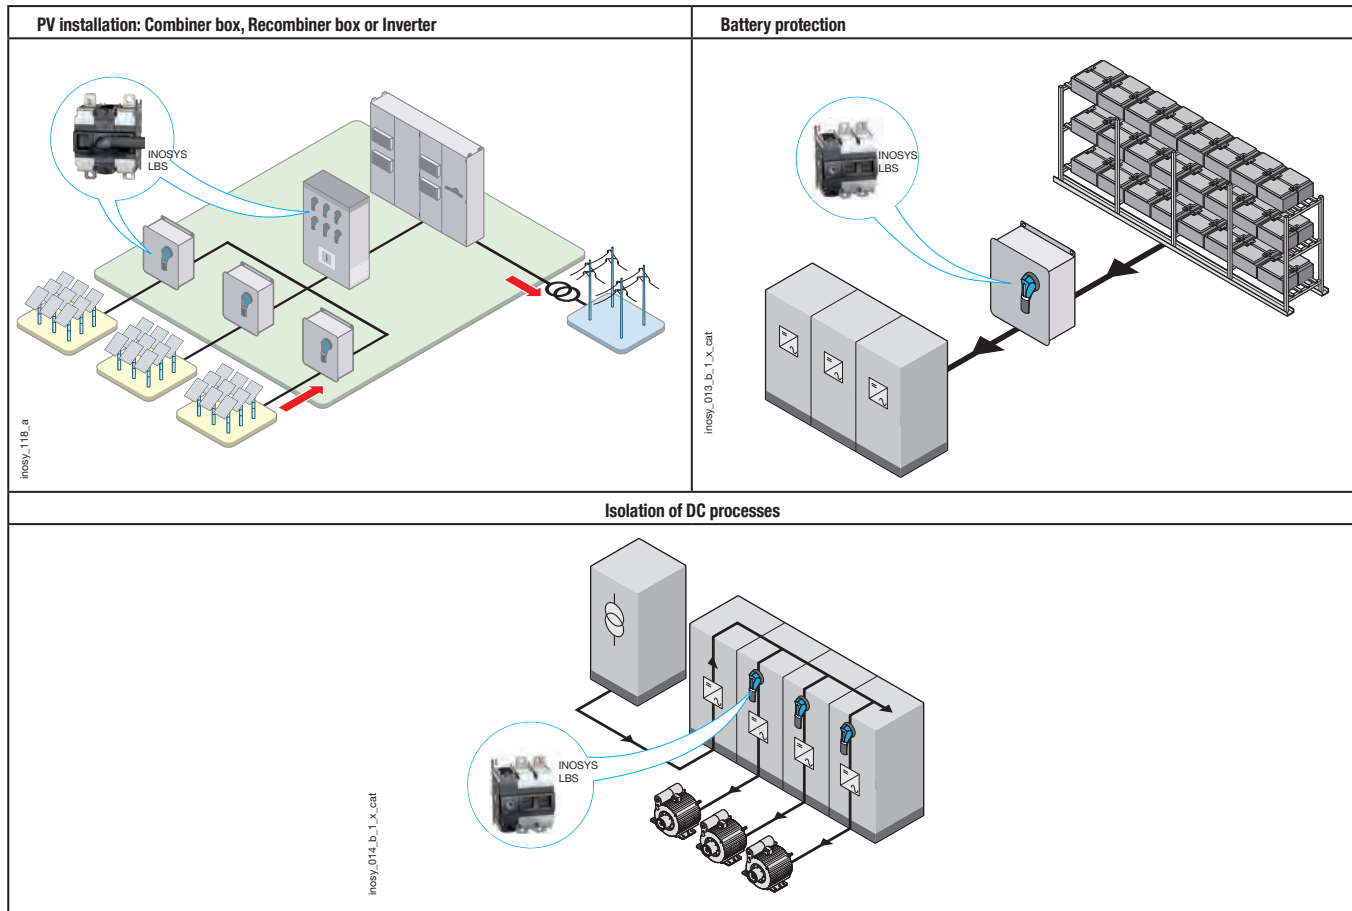 PV installation: Combiner box, Recombiner box or Inverter
INOSYS
LBS
inosy_118_a
Battery protection
INOSYS
LBS
inosy_013_b_1_x_cat
Isolation of DC processes
INOSYS
LBS
inosy_014_b_1_x_cat